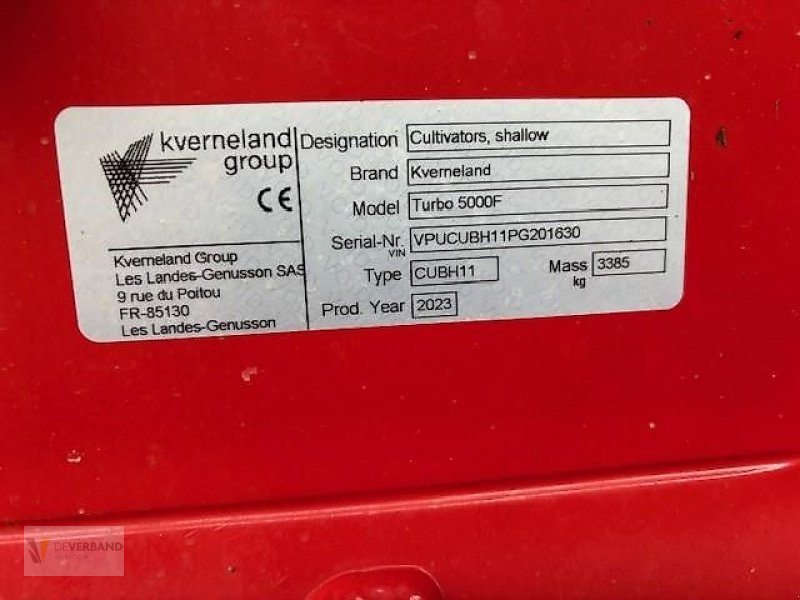 kverneland
group
CE
Kverneland Group
Les Landes-Genusson SAS
9 rue du Poitou
FR-85130
Les Landes-Genusson
Designation Cultivators, shallow
Brand Kverneland
Model Turbo 5000F
Serial-Nr. VPUCUBH11PG201630
VIN
Type CUBH11 Mass 3385
kg
Prod. Year 2023
DEVERBAND
AGRICOM